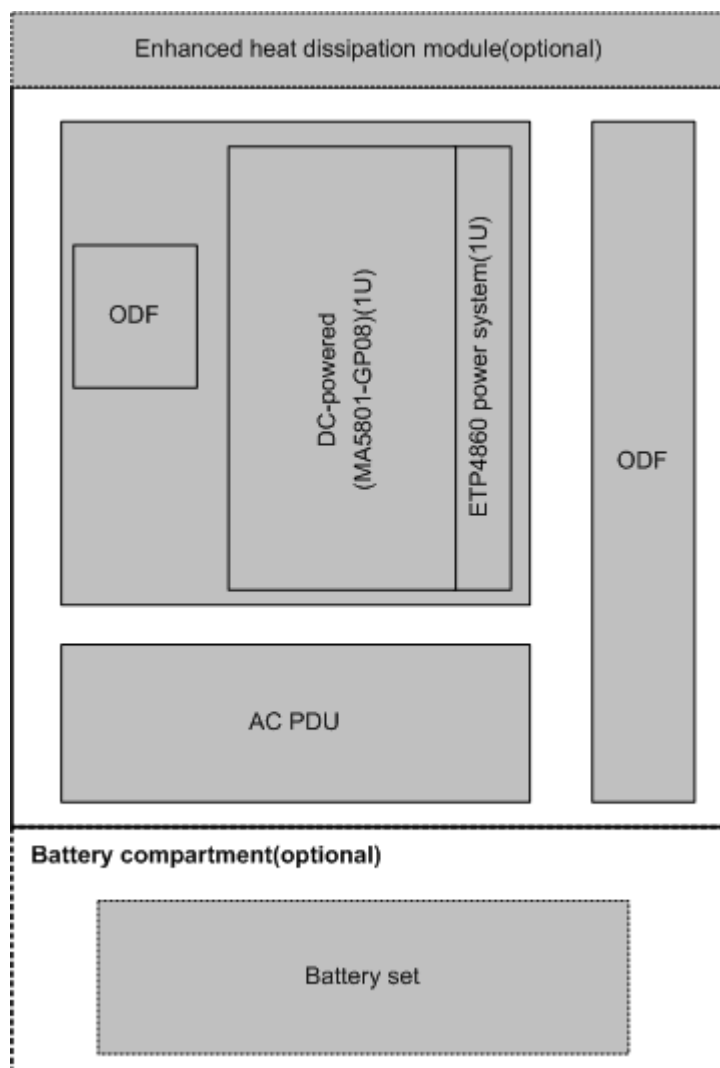 Enhanced heat dissipation module(optional)
ODF
DC-powered
(MA5801-GP08)(1U)
ETP4860 power system(1U)
ODF
AC PDU
Battery compartment(optional)
Battery set